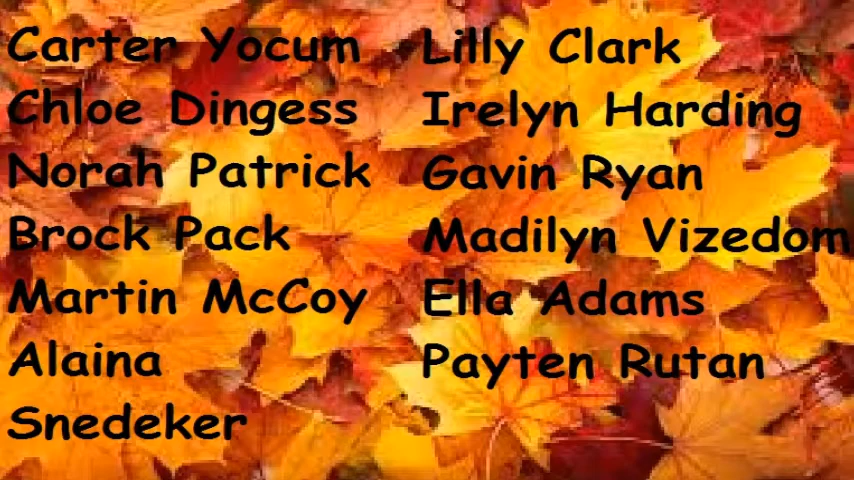 Carter Yocum
Chloe Dingess
Norah Patrick
Brock Pack
Martin McCoy
Alaina
Snedeker
Lilly Clark
Irelyn Harding
Gavin Ryan
Madilyn Vizedom
Ella Adams
Payten Rutan